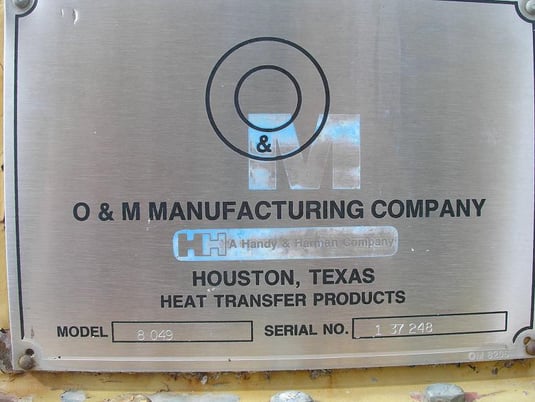 O & M
O & M MANUFACTURING COMPANY
HH A Handy & Harman Company
HOUSTON, TEXAS
HEAT TRANSFER PRODUCTS
MODEL 8 049 SERIAL NO. 1 37 248